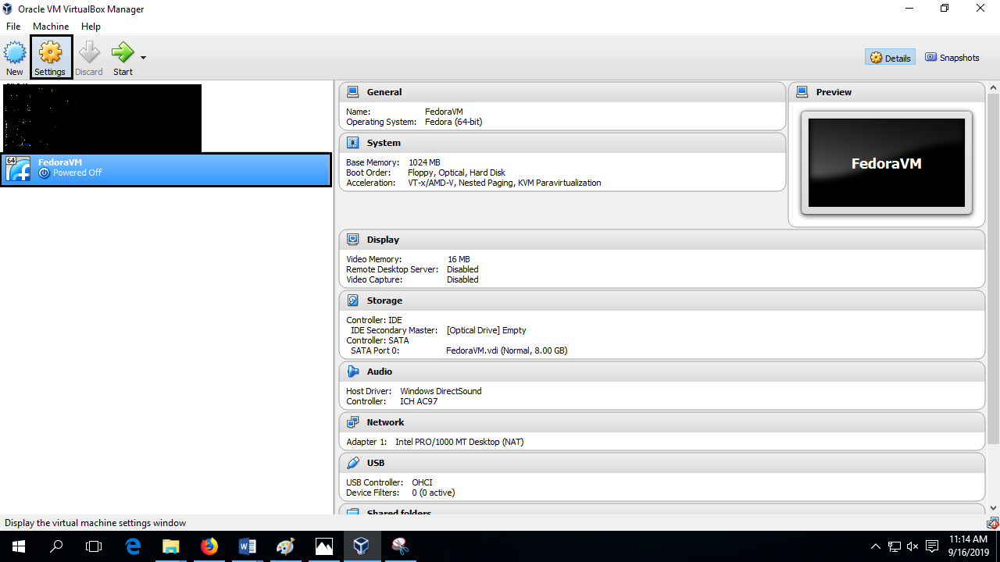 Oracle VM VirtualBox Manager
File Machine Help
New Settings Discard Start
Details Snapshots
64
FedoraVM
Powered Off
General
Name: FedoraVM
Operating System: Fedora (64-bit)
System
Base Memory: 1024 MB
Boot Order: Floppy, Optical, Hard Disk
Acceleration: VT-x/AMD-V, Nested Paging, KVM Paravirtualization
Preview
FedoraVM
Display
Video Memory: 16 MB
Remote Desktop Server: Disabled
Video Capture: Disabled
Storage
Controller: IDE
IDE Secondary Master: [Optical Drive] Empty
Controller: SATA
SATA Port 0: FedoraVM.vdi (Normal, 8.00 GB)
Audio
Host Driver: Windows DirectSound
Controller: ICH AC97
Network
Adapter 1: Intel PRO/1000 MT Desktop (NAT)
USB
USB Controller: OHCI
Device Filters: 0 (0 active)
Shared folders
Display the virtual machine settings window
11:14 AM
9/16/2019